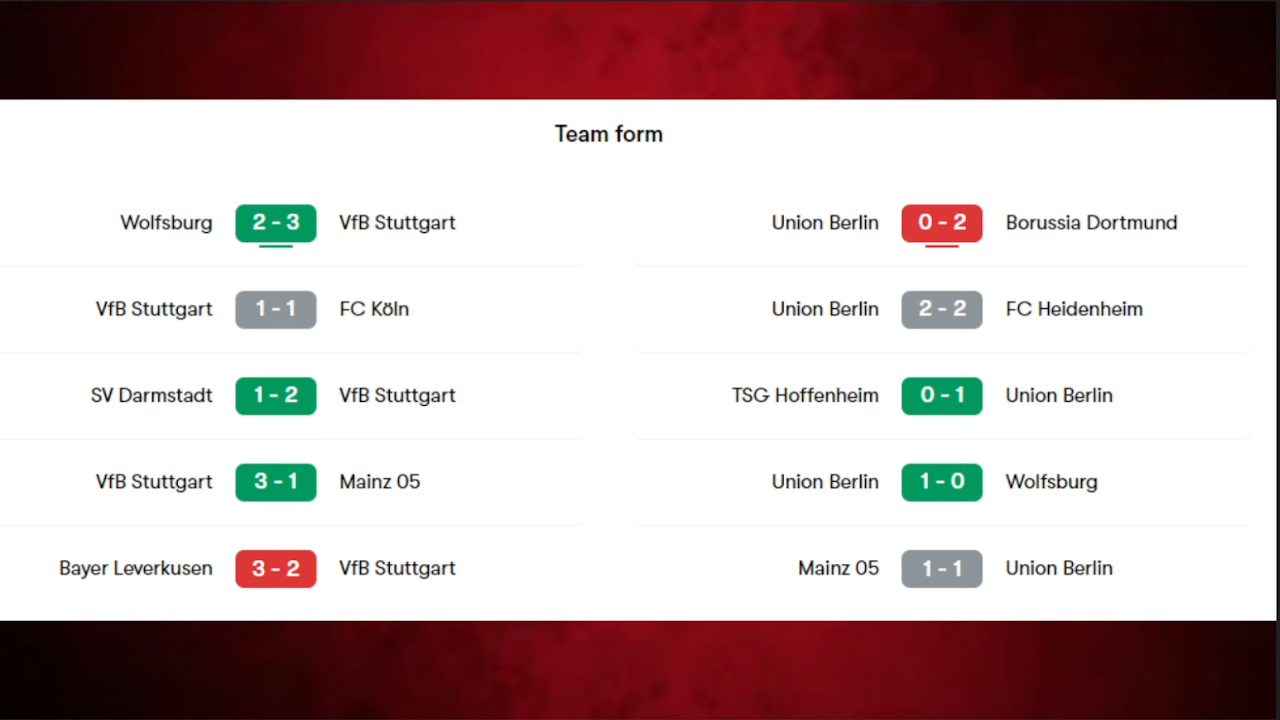 Team form
Wolfsburg 2 - 3 VfB Stuttgart
VfB Stuttgart 1 - 1 FC Köln
SV Darmstadt 1 - 2 VfB Stuttgart
VfB Stuttgart 3 - 1 Mainz 05
Bayer Leverkusen 3 - 2 VfB Stuttgart
Union Berlin 0 - 2 Borussia Dortmund
Union Berlin 2 - 2 FC Heidenheim
TSG Hoffenheim 0 - 1 Union Berlin
Union Berlin 1 - 0 Wolfsburg
Mainz 05 1 - 1 Union Berlin